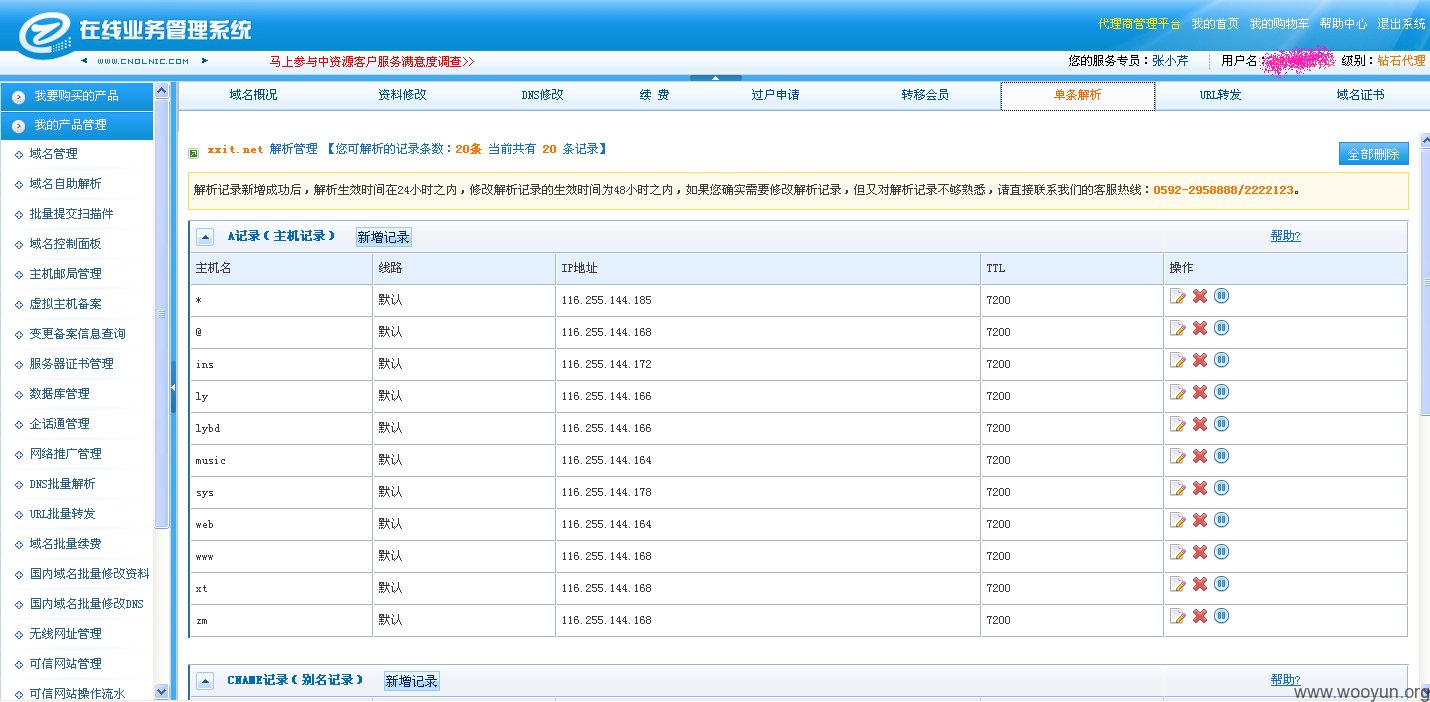 在线业务管理系统
WWW.CNOLNIC.COM
代理商管理平台 我的首页 我的购物车 帮助中心 退出系统
马上参与中资源客户服务满意度调查>>
您的服务专员：张小芹 用户名： 级别：钻石代理
我要购买的产品
我的产品管理
域名管理
域名自助解析
批量提交扫描件
域名控制面板
主机邮局管理
虚拟主机备案
变更备案信息查询
服务器证书管理
数据库管理
企话通管理
网络推广管理
DNS批量解析
URL批量转发
域名批量续费
国内域名批量修改资料
国内域名批量修改DNS
无线网址管理
可信网站管理
可信网站操作流水
域名概况 资料修改 DNS修改 续 费 过户申请 转移会员 单条解析 URL转发 域名证书
xxit.net 解析管理 【您可解析的记录条数：20条 当前共有 20 条记录】
全部删除
解析记录新增成功后，解析生效时间在24小时之内，修改解析记录的生效时间为48小时之内，如果您确实需要修改解析记录，但又对解析记录不够熟悉，请直接联系我们的客服热线：0592-2958888/2222123。
A记录（主机记录） 新增记录 帮助?
主机名 线路 IP地址 TTL 操作
* 默认 116.255.144.185 7200
@ 默认 116.255.144.168 7200
ins 默认 116.255.144.172 7200
ly 默认 116.255.144.166 7200
lybd 默认 116.255.144.166 7200
music 默认 116.255.144.164 7200
sys 默认 116.255.144.178 7200
web 默认 116.255.144.164 7200
www 默认 116.255.144.168 7200
xt 默认 116.255.144.168 7200
zm 默认 116.255.144.168 7200
CNAME记录（别名记录） 新增记录 帮助?
www.wooyun.org